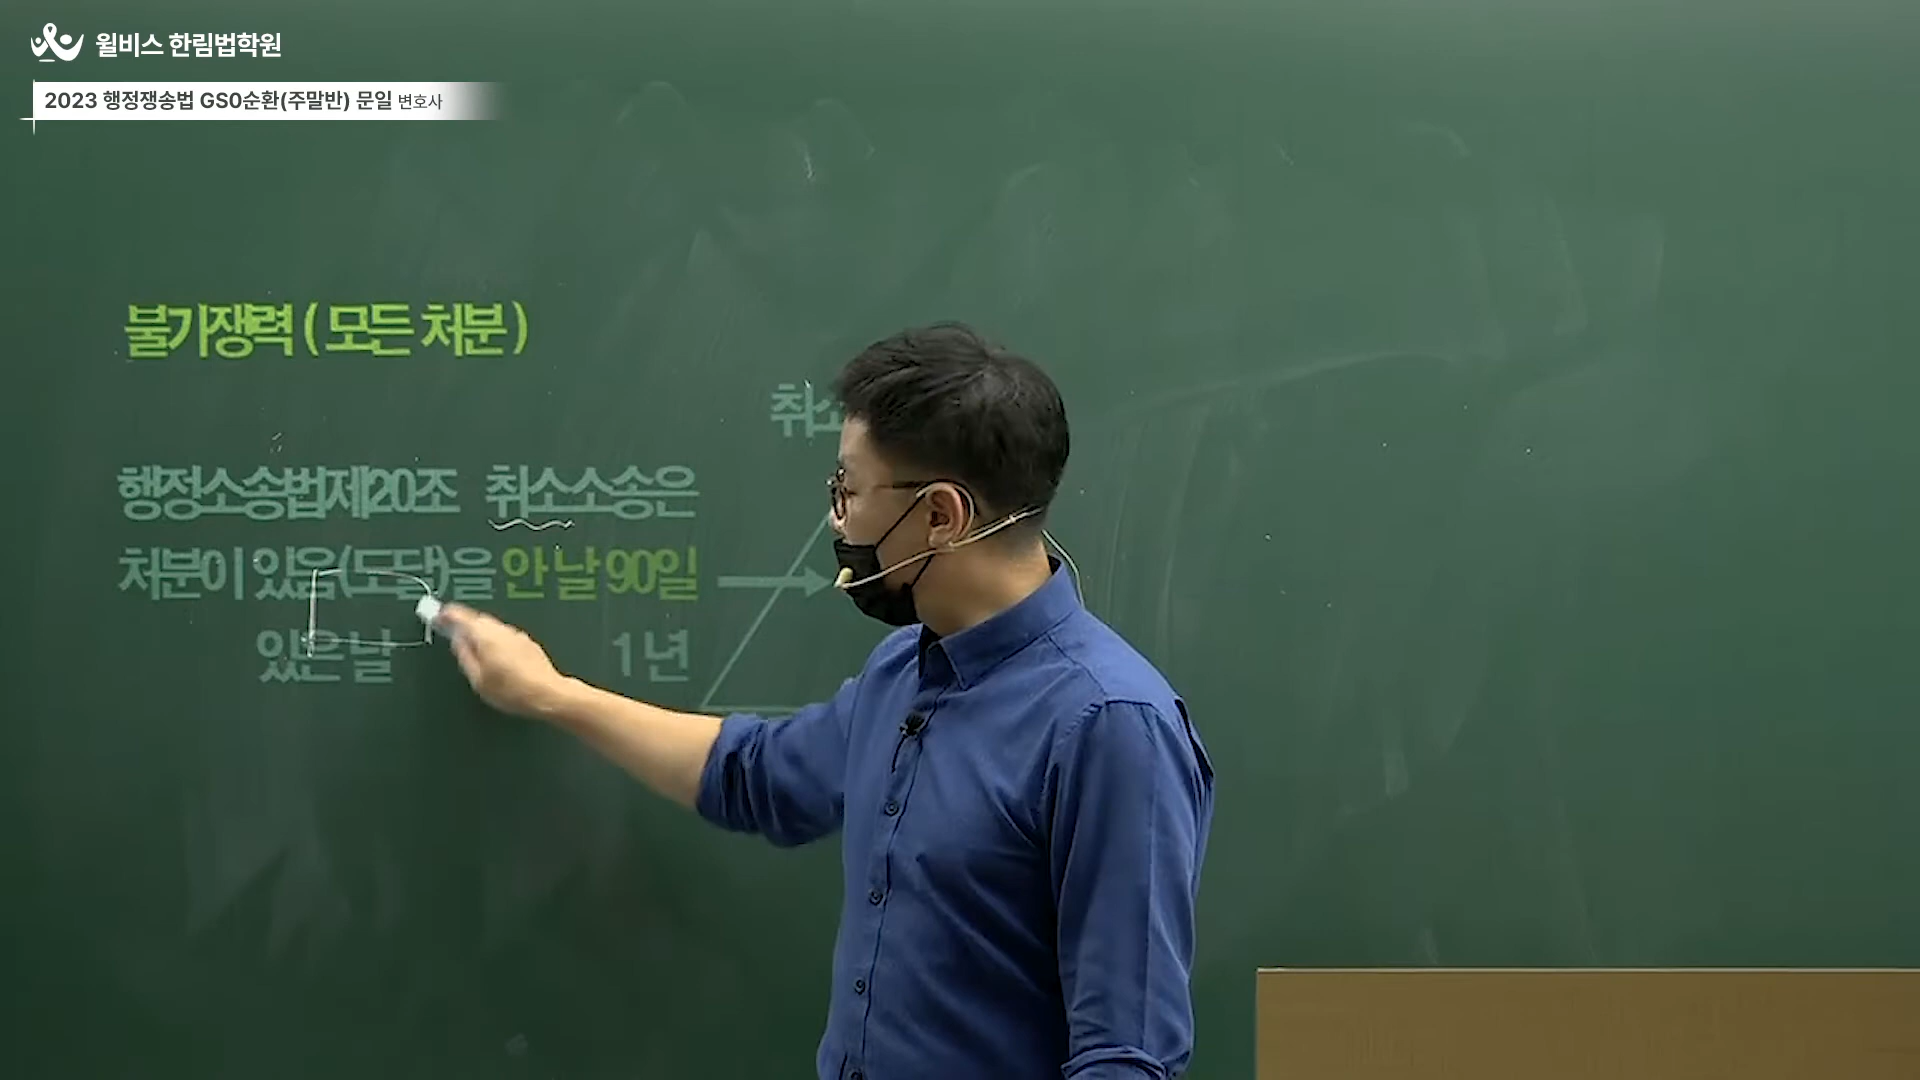 윌비스 한림법학원
2023 행정쟁송법 GS0순환(주말반) 문일 변호사
불기쟁력 ( 모든 처분 )
취소
행정소송법제20조 취소소송은
처분이 있음(도달)을 안 날 90일
있은 날 1년